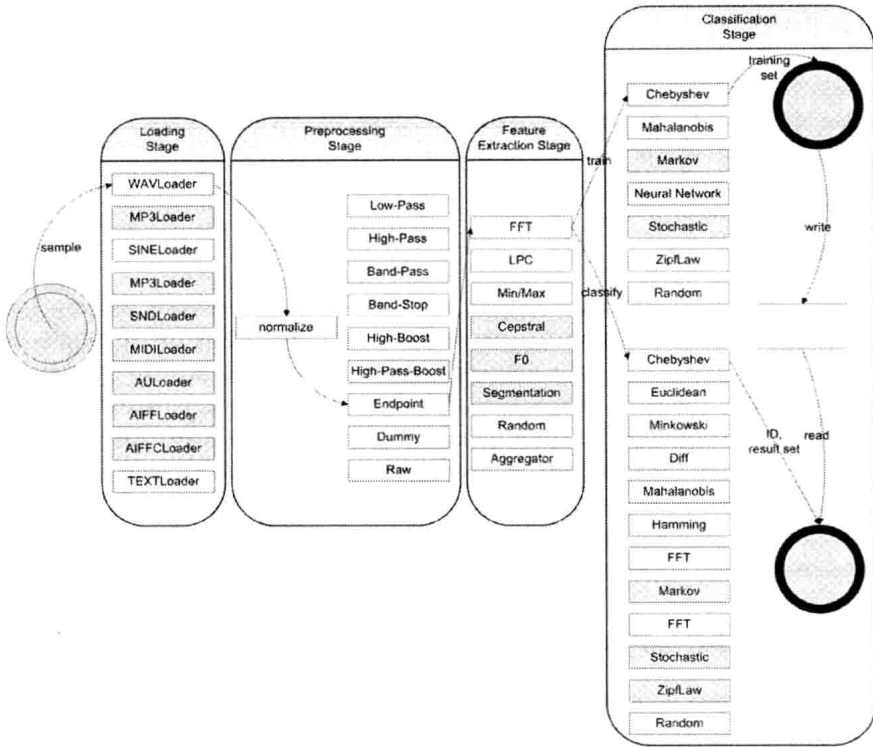 Classification
Stage
training
set
Chebyshev
Mahalanobis
Markov
Neural Network
Stochastic
ZipfLaw
Random
write
Loading
Stage
WAVLoader
MP3Loader
SINELoader
MP3Loader
SNDLoader
MIDILoader
AULoader
AIFFLoader
AIFFCLoader
TEXTLoader
sample
Preprocessing
Stage
normalize
Low-Pass
High-Pass
Band-Pass
Band-Stop
High-Boost
High-Pass-Boost
Endpoint
Dummy
Raw
Feature
Extraction Stage
FFT
LPC
Min/Max
Cepstral
F0
Segmentation
Random
Aggregator
train
classify
Chebyshev
Euclidean
Minkowski
Diff
Mahalanobis
Hamming
FFT
Markov
FFT
Stochastic
ZipfLaw
Random
ID,
result set
read